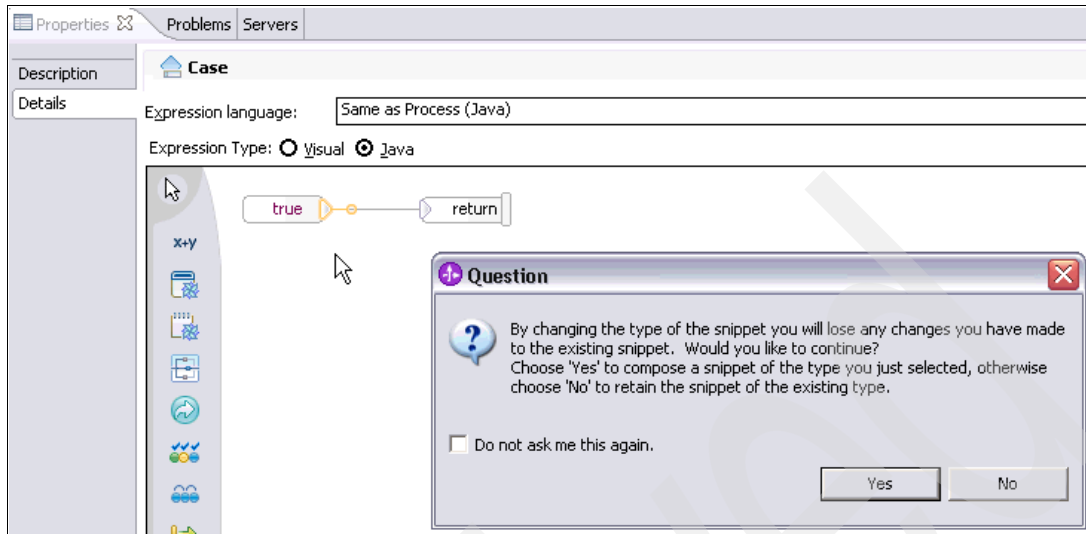 Properties Problems Servers
Description
Details
Case
Expression language: Same as Process (Java)
Expression Type: Visual Java
x+y
true return
Question
By changing the type of the snippet you will lose any changes you have made
to the existing snippet. Would you like to continue?
Choose 'Yes' to compose a snippet of the type you just selected, otherwise
choose 'No' to retain the snippet of the existing type.
Do not ask me this again.
Yes No